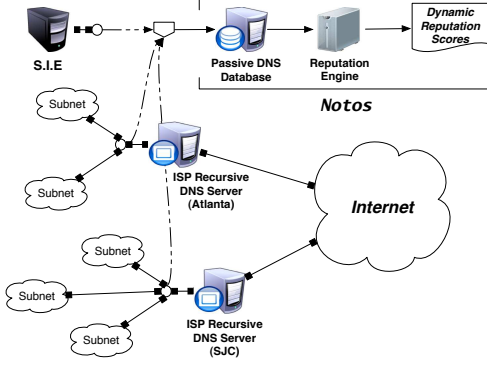 S.I.E
Passive DNS
Database
Reputation
Engine
Dynamic
Reputation
Scores
Notos
Subnet
Subnet
ISP Recursive
DNS Server
(Atlanta)
Internet
Subnet
Subnet
Subnet
ISP Recursive
DNS Server
(SJC)